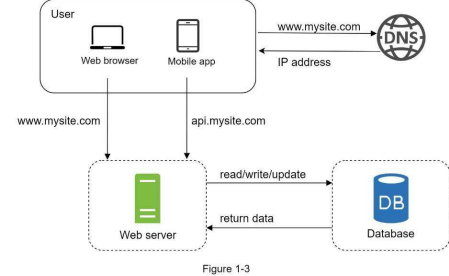 User
www.mysite.com
DNS
Web browser
Mobile app
IP address
www.mysite.com
api.mysite.com
read/write/update
DB
return data
Web server
Database
Figure 1-3